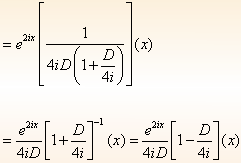 = e^{2ix} [ 1 / ( 4iD ( 1 + D/4i ) ) ] (x)
= e^{2ix}/4iD [ 1 + D/4i ]^{-1} (x) = e^{2ix}/4iD [ 1 - D/4i ] (x)